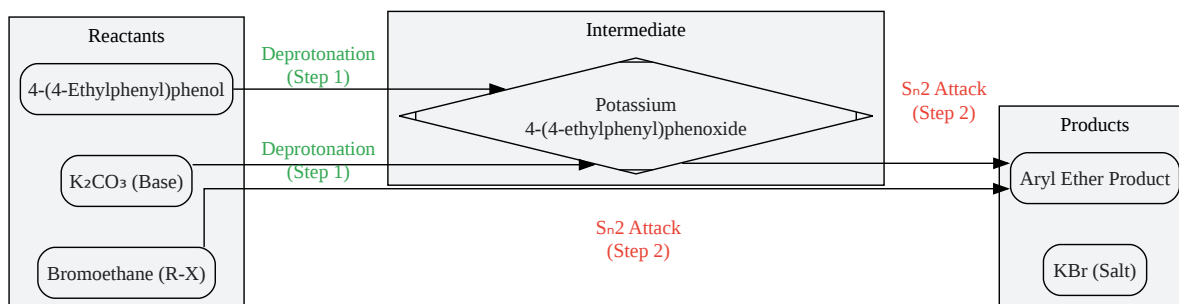 Reactants
4-(4-Ethylphenyl)phenol
K₂CO₃ (Base)
Bromoethane (R-X)
Deprotonation
(Step 1)
Deprotonation
(Step 1)
Intermediate
Potassium
4-(4-ethylphenyl)phenoxide
Sₙ2 Attack
(Step 2)
Sₙ2 Attack
(Step 2)
Products
Aryl Ether Product
KBr (Salt)